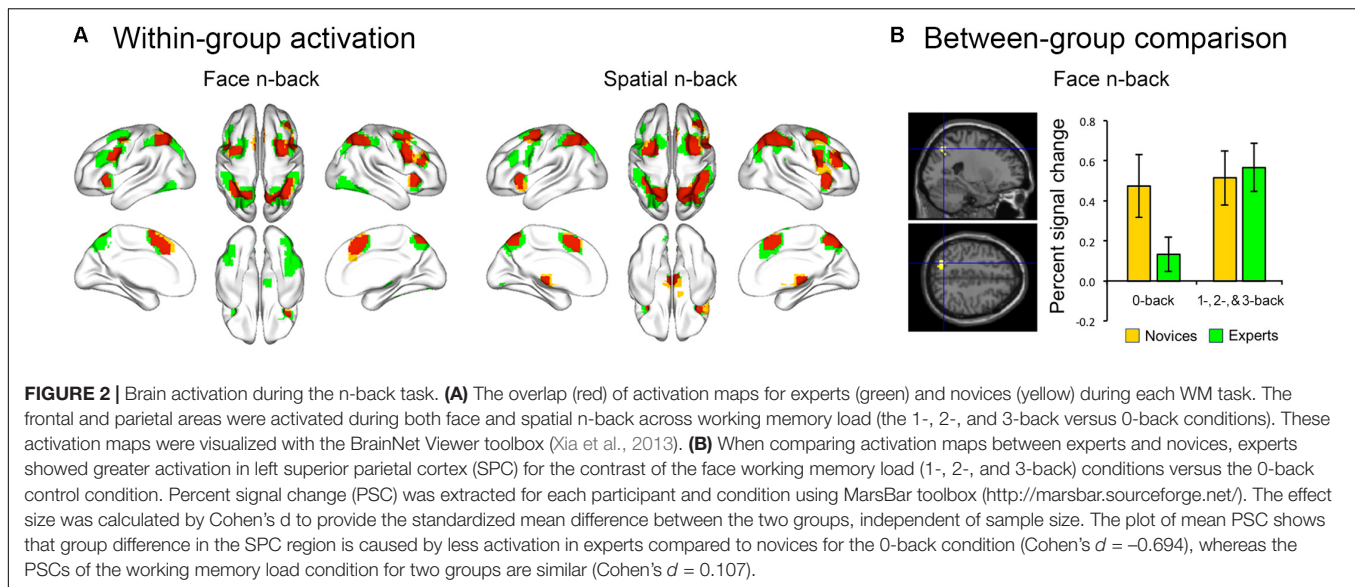 A Within-group activation
Face n-back
Spatial n-back
B Between-group comparison
Face n-back
Percent signal change
0.8
0.6
0.4
0.2
0.0
-0.2
0-back
1-,2-,&3-back
Novices
Experts
FIGURE 2 | Brain activation during the n-back task. (A) The overlap (red) of activation maps for experts (green) and novices (yellow) during each WM task. The
frontal and parietal areas were activated during both face and spatial n-back across working memory load (the 1-, 2-, and 3-back versus 0-back conditions). These
activation maps were visualized with the BrainNet Viewer toolbox (Xia et al., 2013). (B) When comparing activation maps between experts and novices, experts
showed greater activation in left superior parietal cortex (SPC) for the contrast of the face working memory load (1-, 2-, and 3-back) conditions versus the 0-back
control condition. Percent signal change (PSC) was extracted for each participant and condition using MarsBar toolbox (http://marsbar.sourceforge.net/). The effect
size was calculated by Cohen's d to provide the standardized mean difference between the two groups, independent of sample size. The plot of mean PSC shows
that group difference in the SPC region is caused by less activation in experts compared to novices for the 0-back condition (Cohen's d = –0.694), whereas the
PSCs of the working memory load condition for two groups are similar (Cohen's d = 0.107).